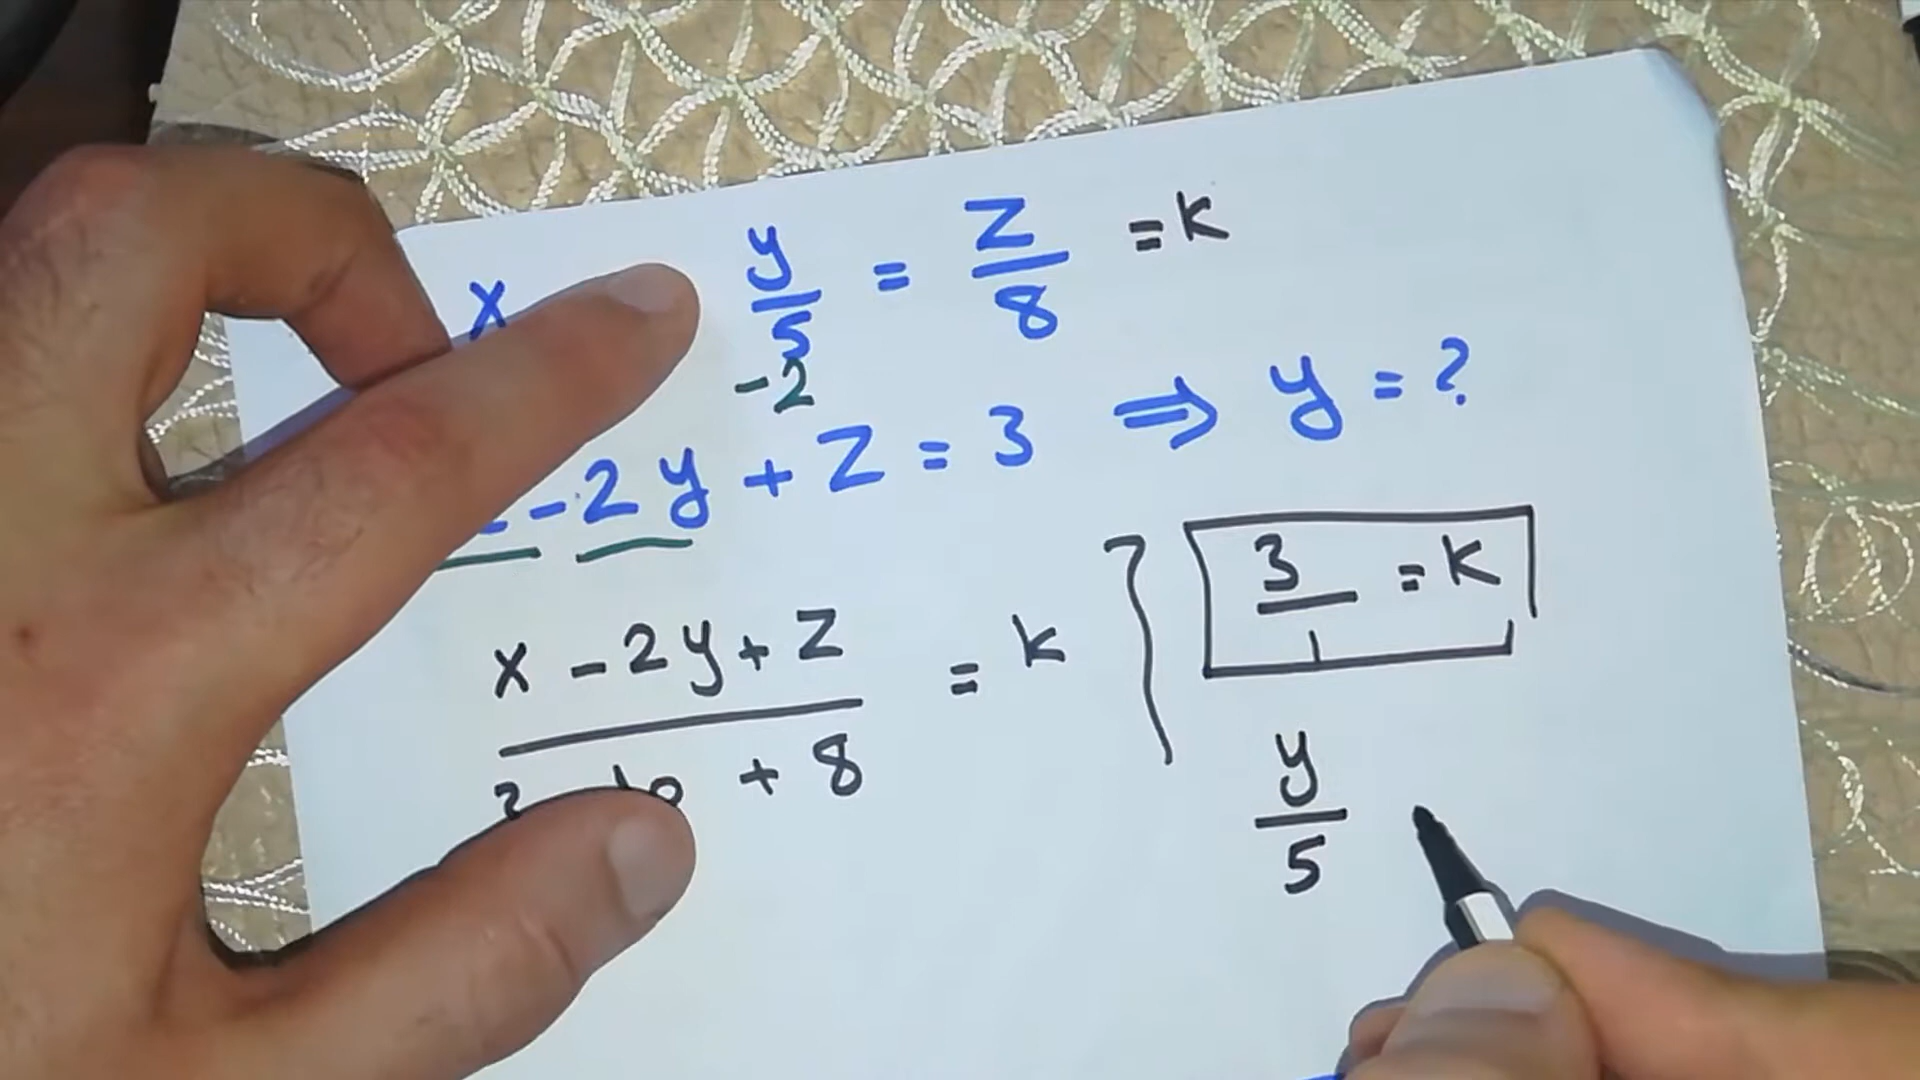 x y/5 = z/8 = k
-2
-2y + z = 3 ⇒ y = ?
(x - 2y + z)/( + 8) = k
3/1 = k
y/5